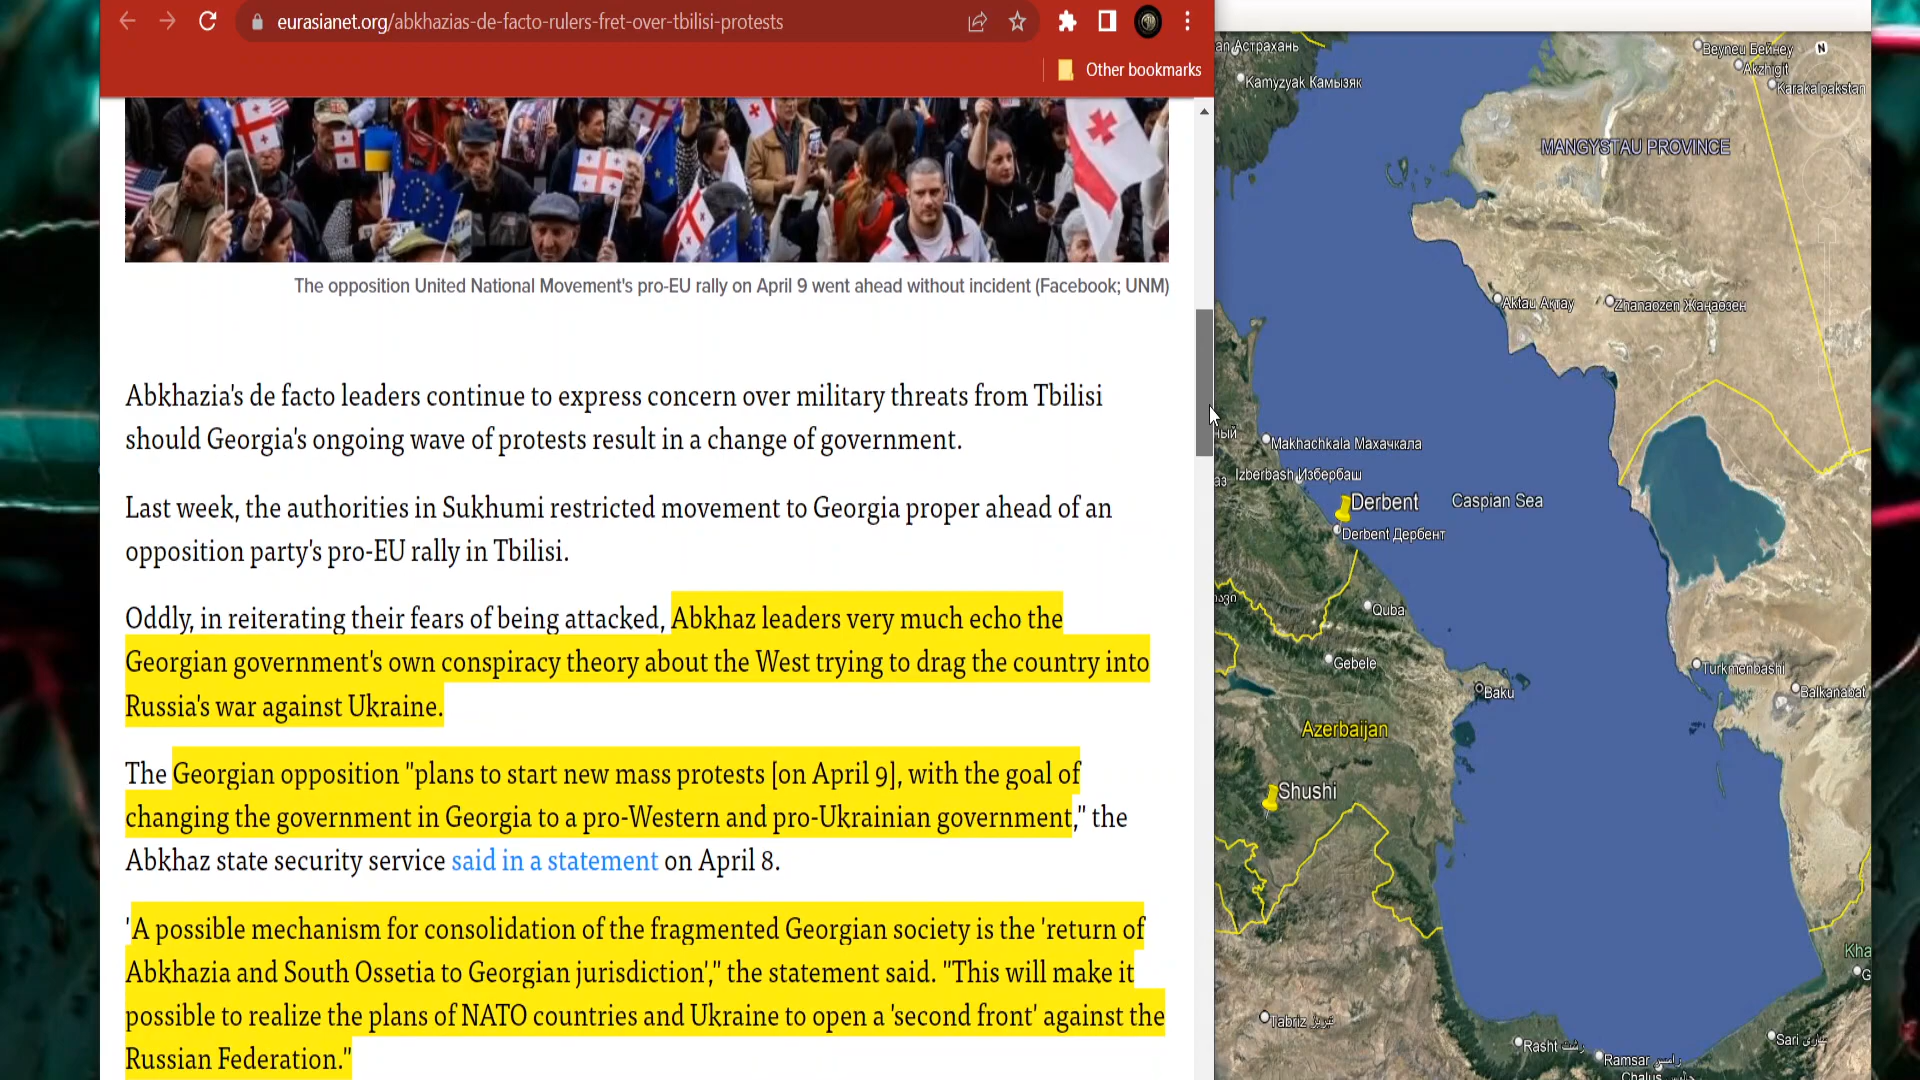 eurasianet.org/abkhazias-de-facto-rulers-fret-over-tbilisi-protests
Other bookmarks
The opposition United National Movement's pro-EU rally on April 9 went ahead without incident (Facebook; UNM)
Abkhazia's de facto leaders continue to express concern over military threats from Tbilisi
should Georgia's ongoing wave of protests result in a change of government.
Last week, the authorities in Sukhumi restricted movement to Georgia proper ahead of an
opposition party's pro-EU rally in Tbilisi.
Oddly, in reiterating their fears of being attacked, Abkhaz leaders very much echo the
Georgian government's own conspiracy theory about the West trying to drag the country into
Russia's war against Ukraine.
The Georgian opposition "plans to start new mass protests [on April 9], with the goal of
changing the government in Georgia to a pro-Western and pro-Ukrainian government," the
Abkhaz state security service said in a statement on April 8.
'A possible mechanism for consolidation of the fragmented Georgian society is the 'return of
Abkhazia and South Ossetia to Georgian jurisdiction'," the statement said. "This will make it
possible to realize the plans of NATO countries and Ukraine to open a 'second front' against the
Russian Federation."
an Астрахань
Kamyzyak Камызяк
Beyneu Бейнеу
N
Akzhigit
Karakalpakstan
MANGYSTAU PROVINCE
Aktau Ақтау
Zhanaozen Жаңаөзен
ный
Makhachkala Махачкала
Izberbash Избербаш
Derbent
Caspian Sea
Derbent Дербент
Quba
Gebele
Turkmenbashi
Baku
Balkanabat
Azerbaijan
Shushi
Kha
G
Tabriz تبریز
Rasht رشت
Sari ساری
Ramsar رامسر
Chalus